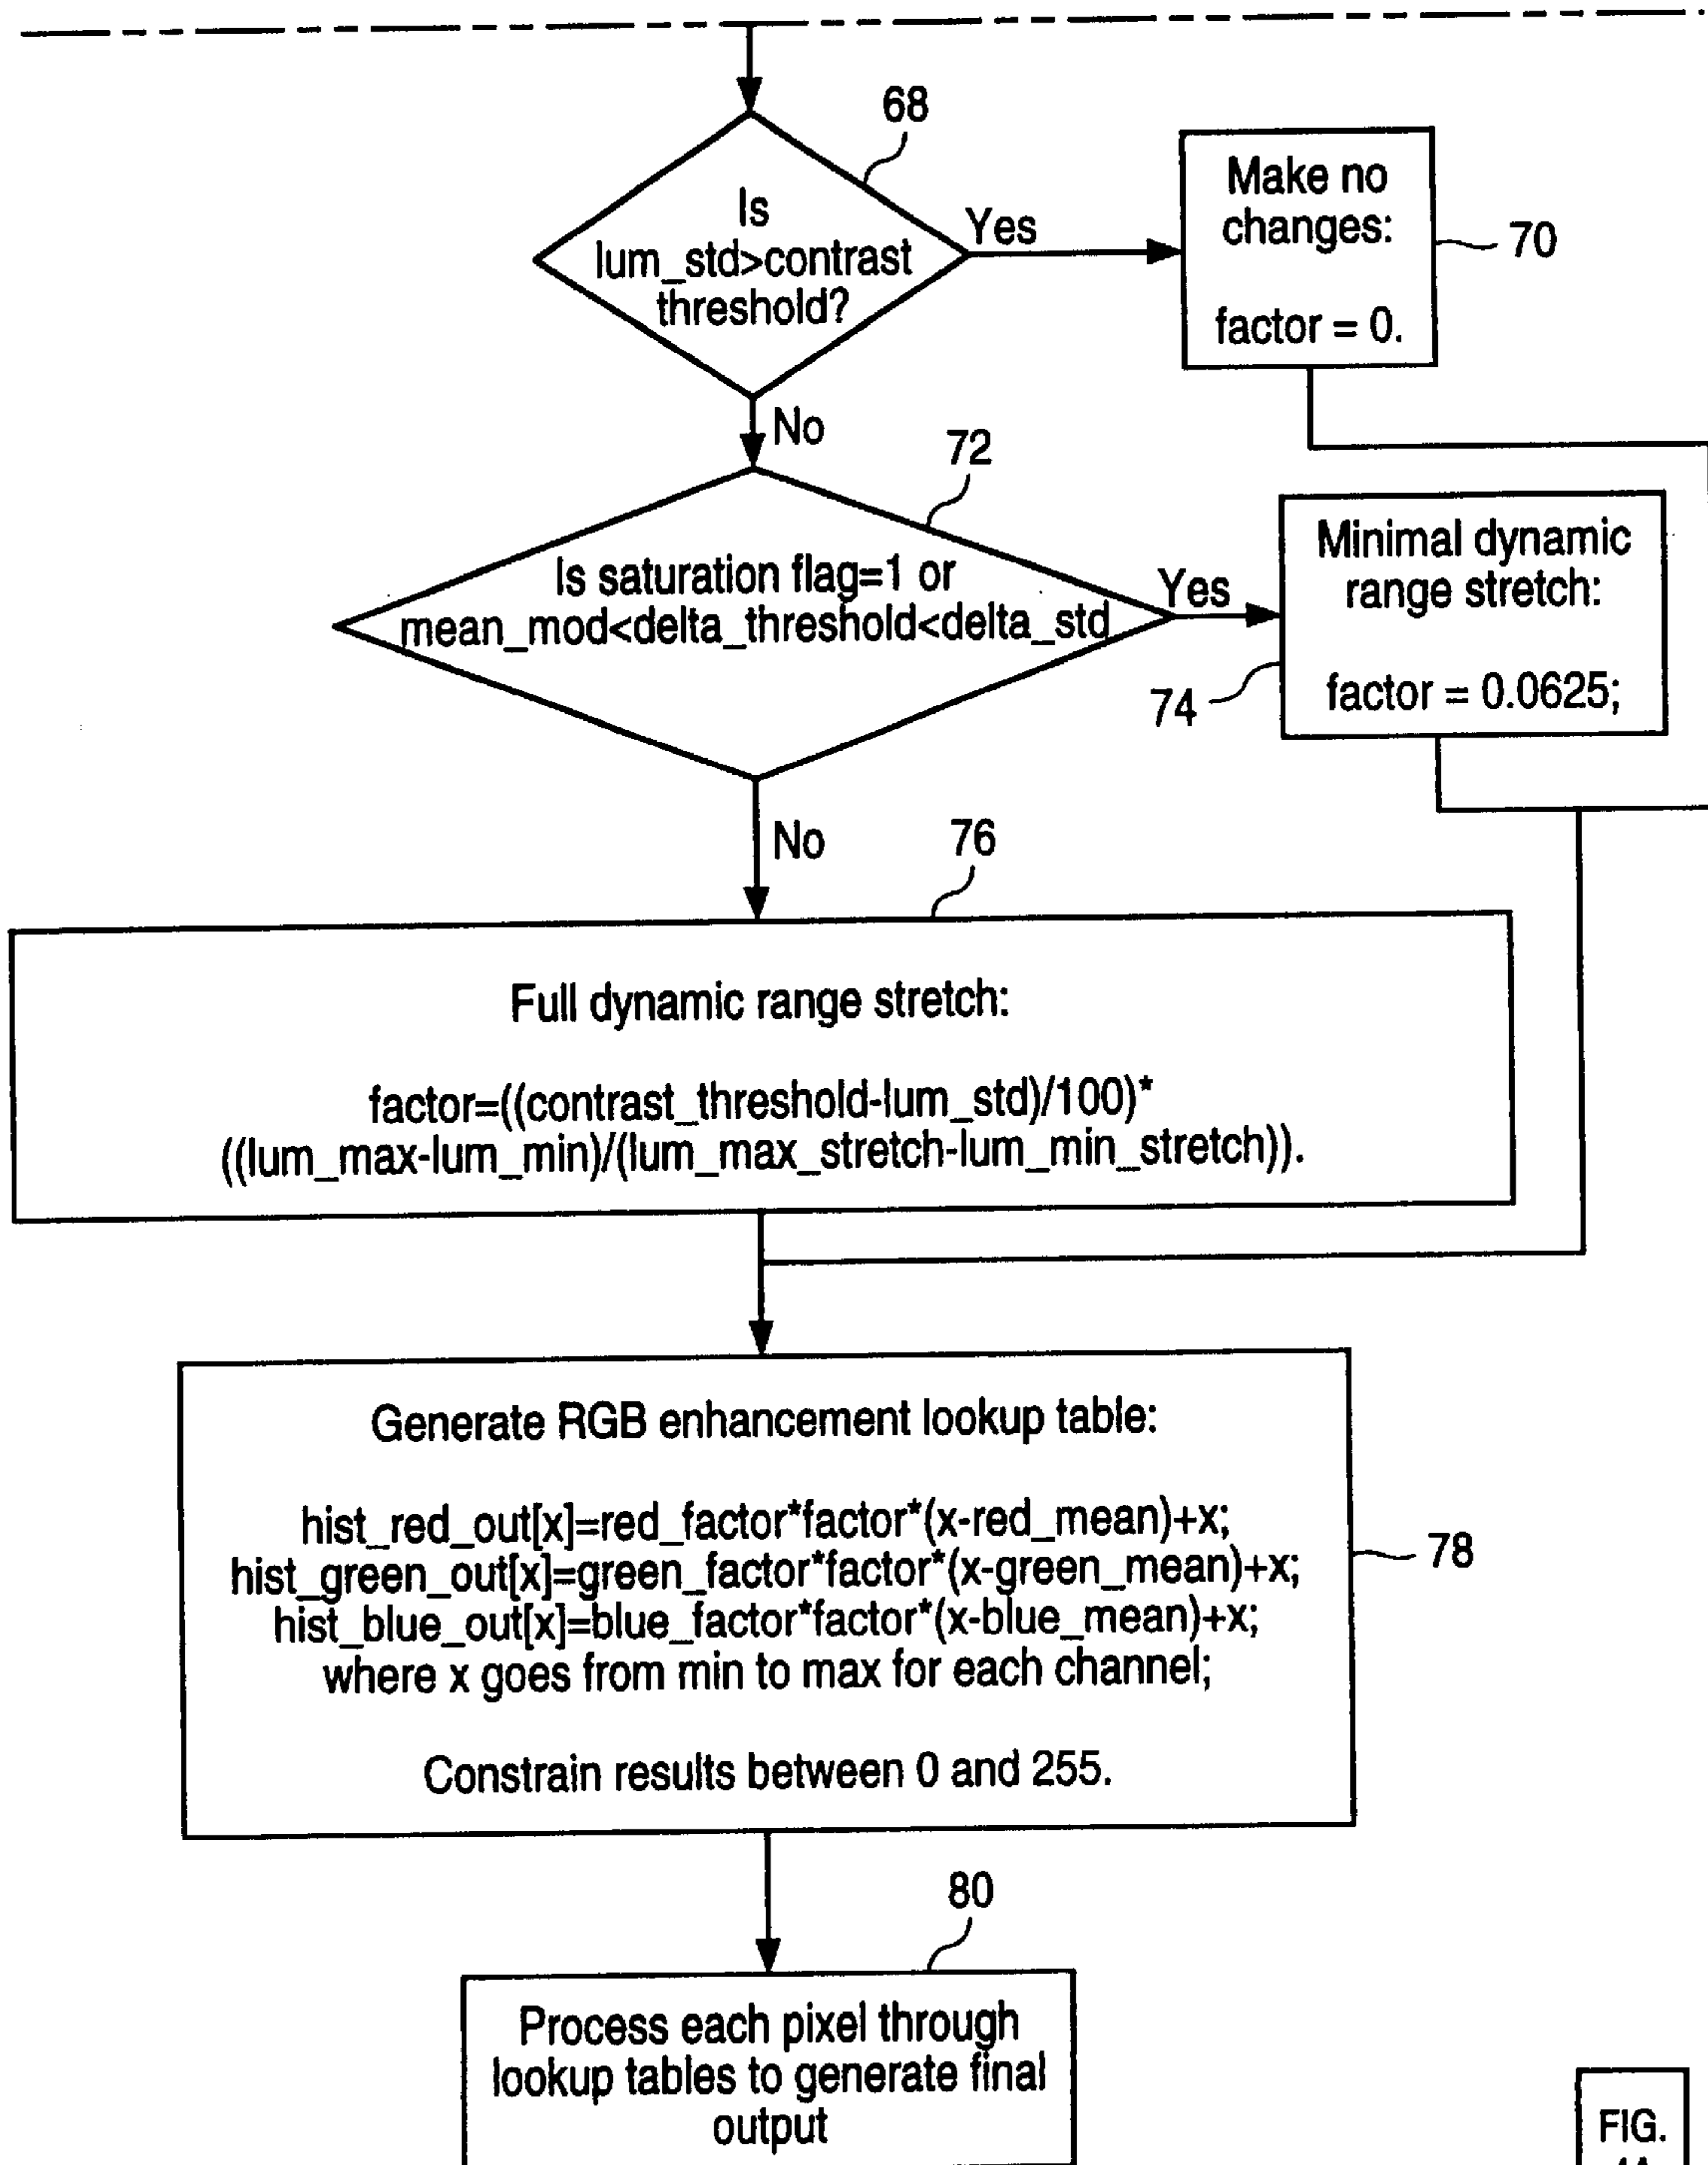 68
Is
lum_std>contrast
threshold?
Yes
Make no
changes:
factor = 0.
70
No
72
Is saturation flag=1 or
mean_mod<delta_threshold<delta_std
Yes
Minimal dynamic
range stretch:
factor = 0.0625;
74
No
76
Full dynamic range stretch:
factor=((contrast_threshold-lum_std)/100)*
((lum_max-lum_min)/(lum_max_stretch-lum_min_stretch)).
Generate RGB enhancement lookup table:
hist_red_out[x]=red_factor*factor*(x-red_mean)+x;
hist_green_out[x]=green_factor*factor*(x-green_mean)+x;
hist_blue_out[x]=blue_factor*factor*(x-blue_mean)+x;
where x goes from min to max for each channel;
Constrain results between 0 and 255.
78
80
Process each pixel through
lookup tables to generate final
output
FIG.
4A